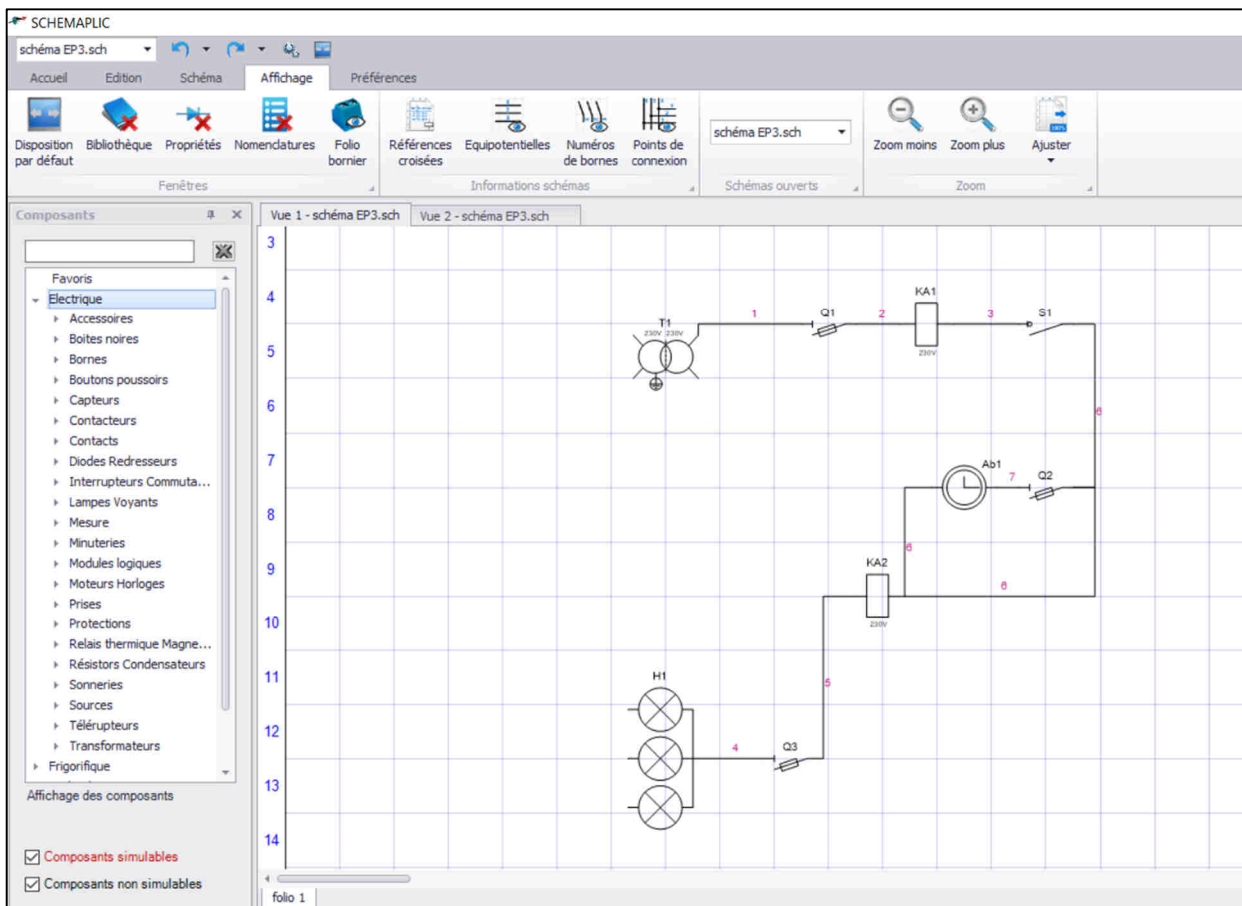 SCHEMAPLIC
schéma EP3.sch
Accueil Edition Schéma Affichage Préférences
Disposition par défaut
Bibliothèque
Propriétés
Nomenclatures
Folio bornier
Références croisées
Equipotentielles
Numéros de bornes
Points de connexion
schéma EP3.sch
Zoom moins
Zoom plus
Ajuster
Fenêtres
Informations schémas
Schémas ouverts
Zoom
Composants
Vue 1 - schéma EP3.sch
Vue 2 - schéma EP3.sch
Favoris
Electrique
Accessoires
Boites noires
Bornes
Boutons poussoirs
Capteurs
Contacteurs
Contacts
Diodes Redresseurs
Interrupteurs Commuta...
Lampes Voyants
Mesure
Minuteries
Modules logiques
Moteurs Horloges
Prises
Protections
Relais thermique Magne...
Résistors Condensateurs
Sonneries
Sources
Télérupteurs
Transformateurs
Frigorifique
Affichage des composants
Composants simulables
Composants non simulables
3
4
5
6
7
8
9
10
11
12
13
14
KA1
T1
1
Q1
2
3
S1
230V 230V
230V
6
Ab1
7
Q2
6
KA2
6
230V
5
H1
4
Q3
folio 1